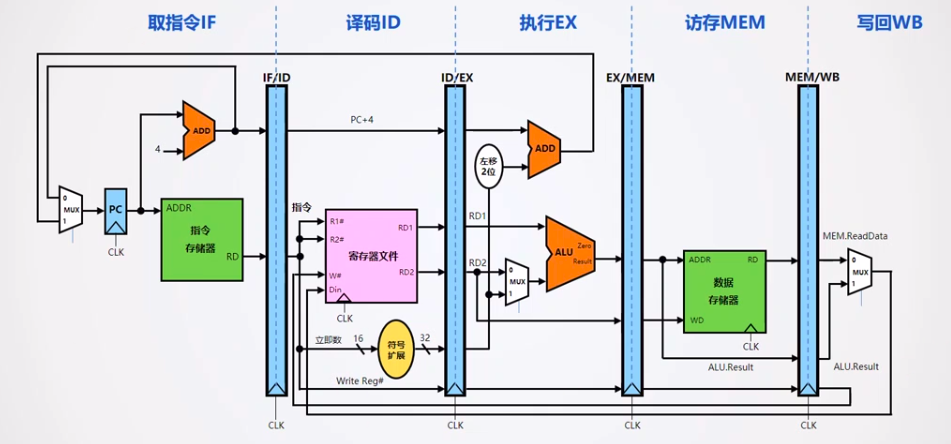 取指令IF
译码ID
执行EX
访存MEM
写回WB
IF/ID
ID/EX
EX/MEM
MEM/WB
ADD
4
PC+4
ADD
左移
2位
0
MUX
1
PC
CLK
ADDR
指令
存储器
RD
指令
R1#
R2#
W#
Din
寄存器文件
RD1
RD2
CLK
RD1
RD2
0
MUX
1
ALU
Zero
Result
ADDR
RD
数据
存储器
WD
CLK
MEM.ReadData
0
MUX
1
立即数
16
符号
扩展
32
ALU.Result
ALU.Result
Write Reg#
CLK
CLK
CLK
CLK